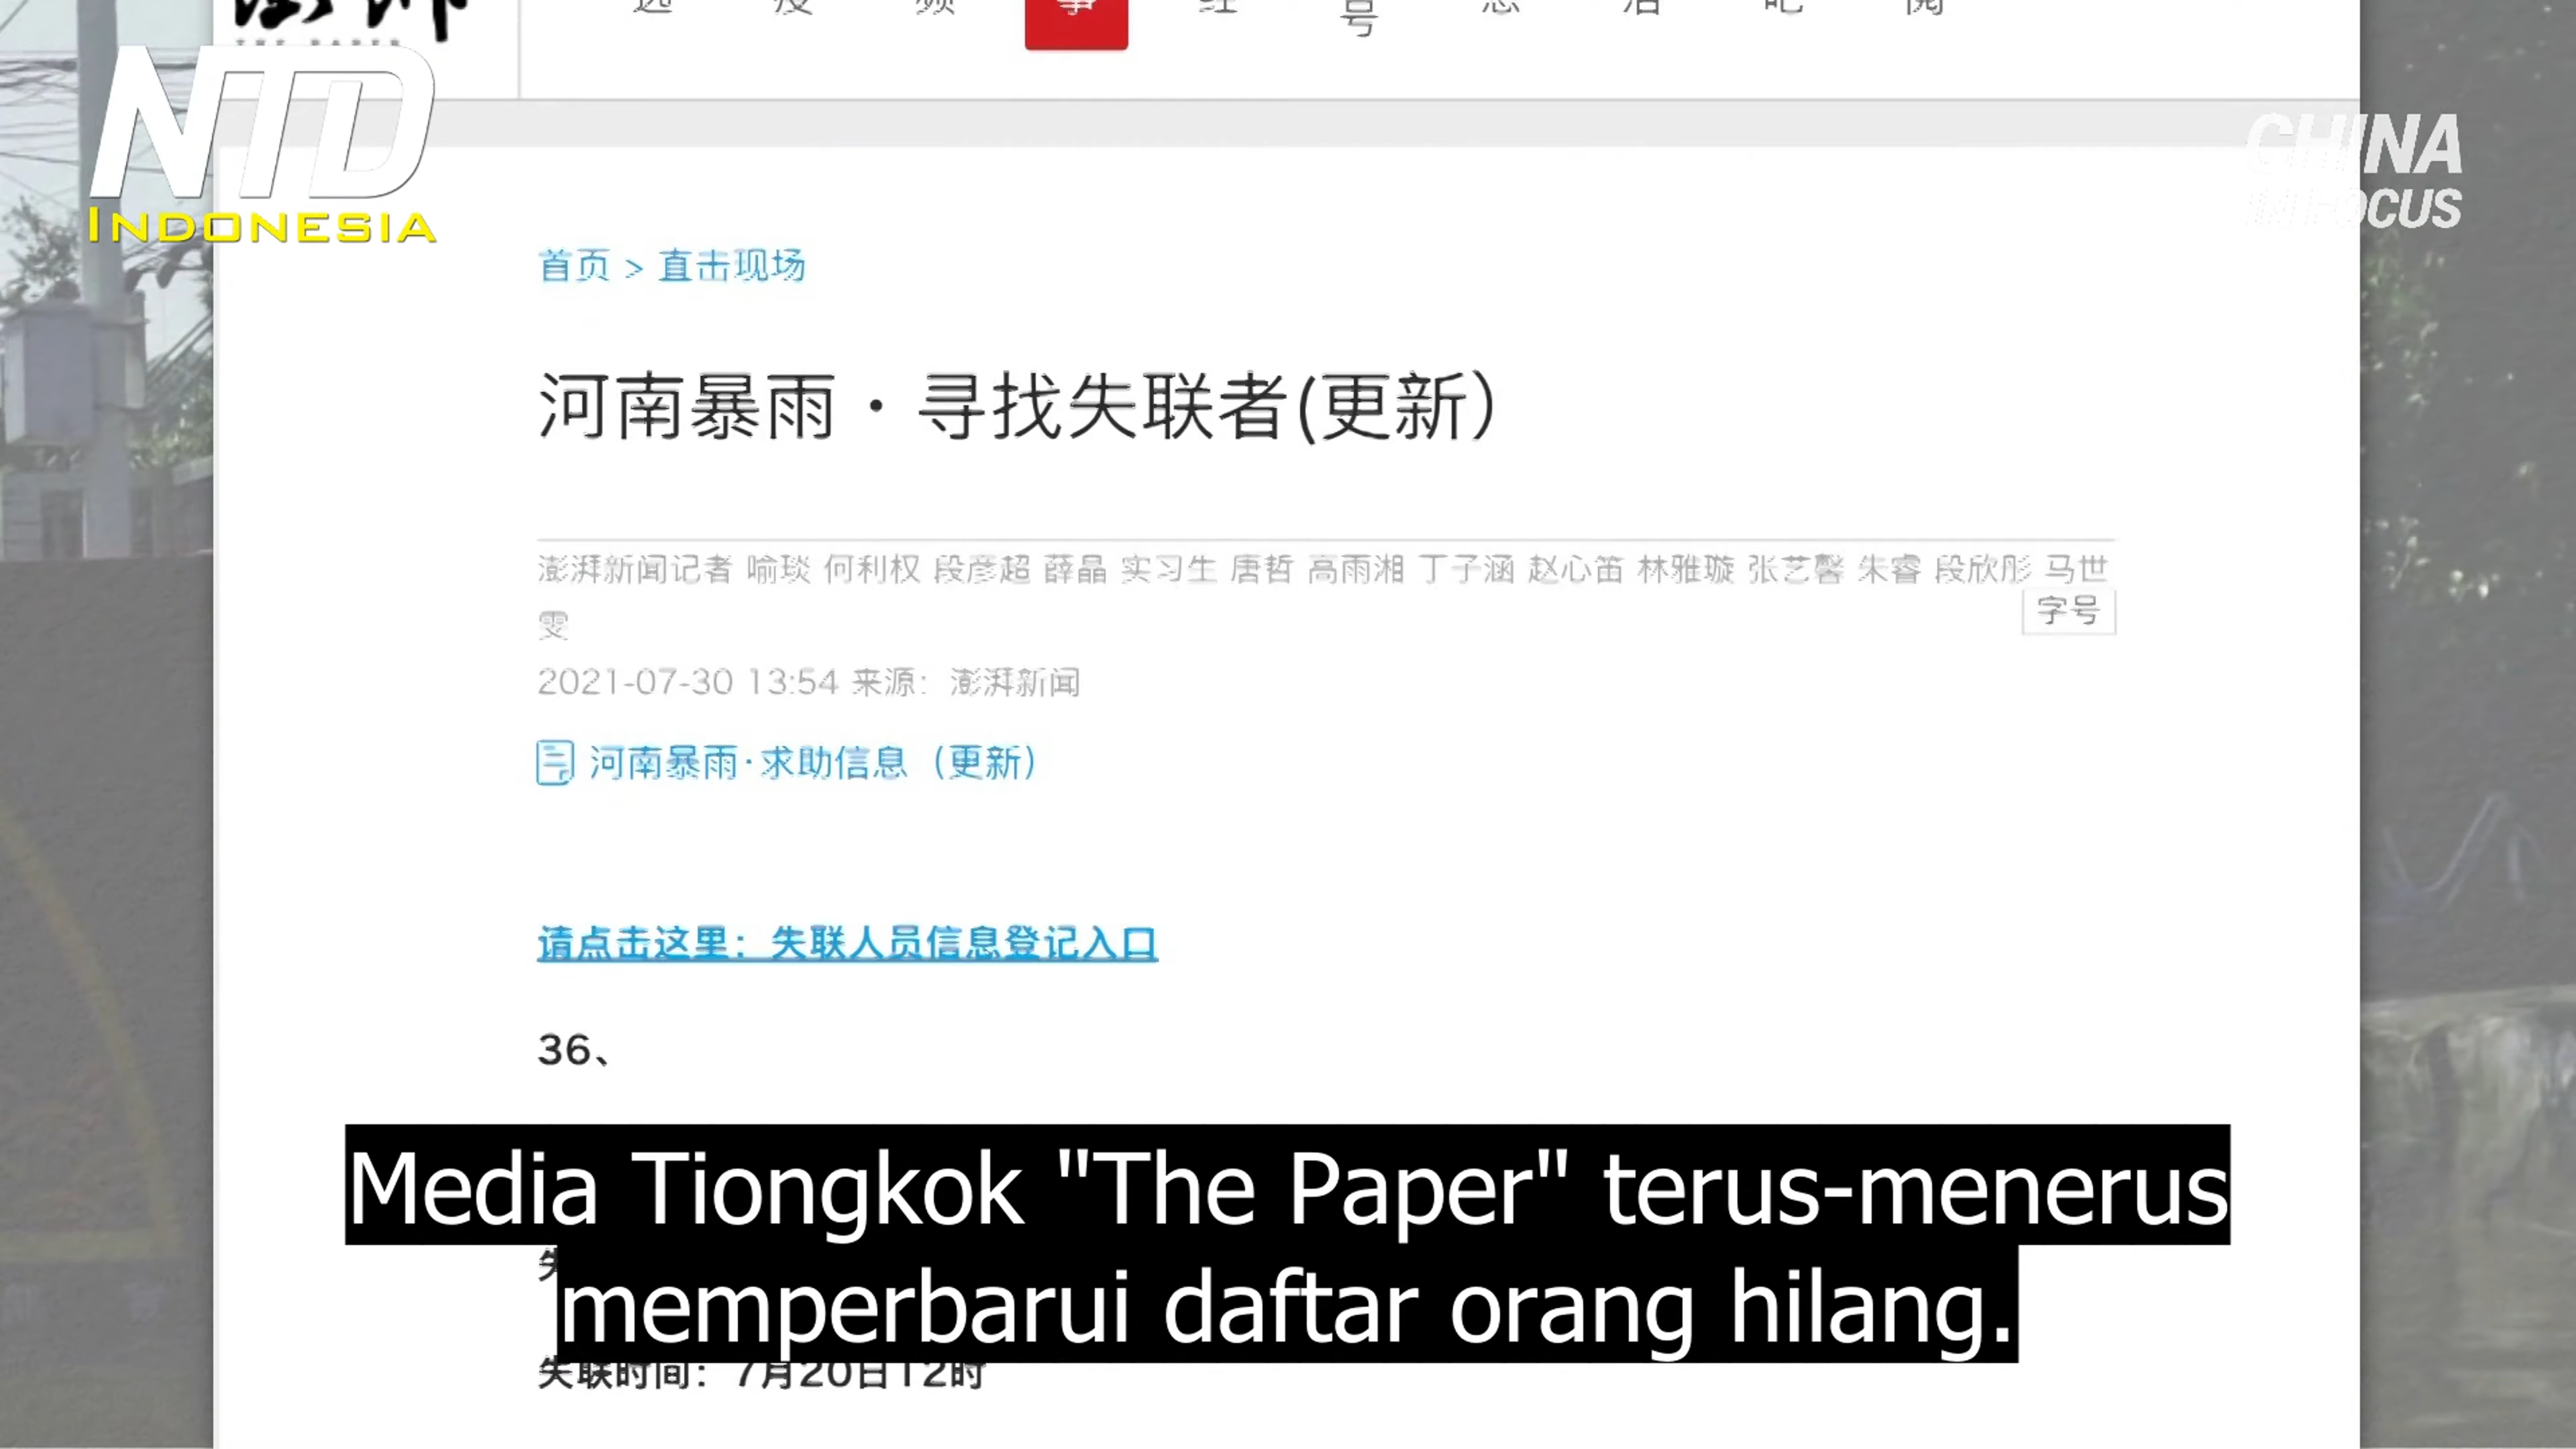 NTD
INDONESIA
CHINA
IN FOCUS
首页 > 直击现场
河南暴雨·寻找失联者(更新)
澎湃新闻记者 喻琰 何利权 段彦超 薛晶 实习生 唐哲 高雨湘 丁子涵 赵心笛 林雅璇 张艺馨 朱睿 段欣彤 马世
雯
字号
2021-07-30 13:54 来源：澎湃新闻
河南暴雨·求助信息（更新）
请点击这里：失联人员信息登记入口
36、
Media Tiongkok "The Paper" terus-menerus
memperbarui daftar orang hilang.
失联时间：7月20日12时